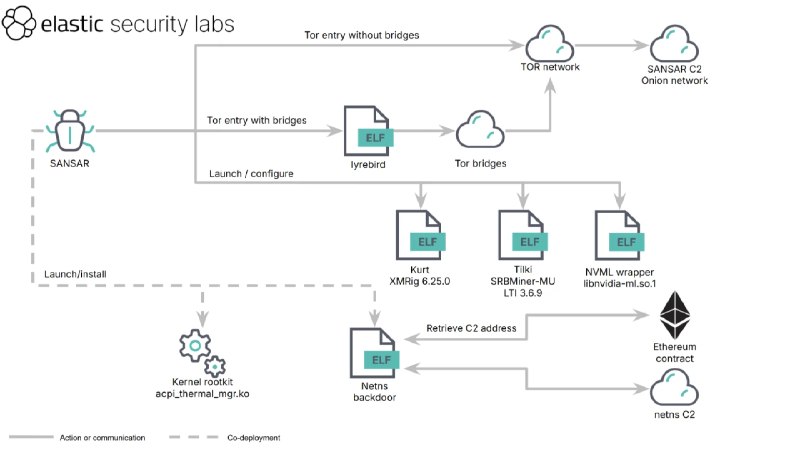 elastic security labs
Tor entry without bridges
TOR network
SANSAR C2
Onion network
Tor entry with bridges
ELF
SANSAR
lyrebird
Tor bridges
Launch / configure
ELF
ELF
ELF
Kurt
XMRig 6.25.0
Tilki
SRBMiner-MU
LTI 3.6.9
NVML wrapper
libnvidia-ml.so.1
Launch/install
Retrieve C2 address
Ethereum
contract
ELF
Kernel rootkit
acpi_thermal_mgr.ko
Netns
backdoor
netns C2
Action or communication
Co-deployment